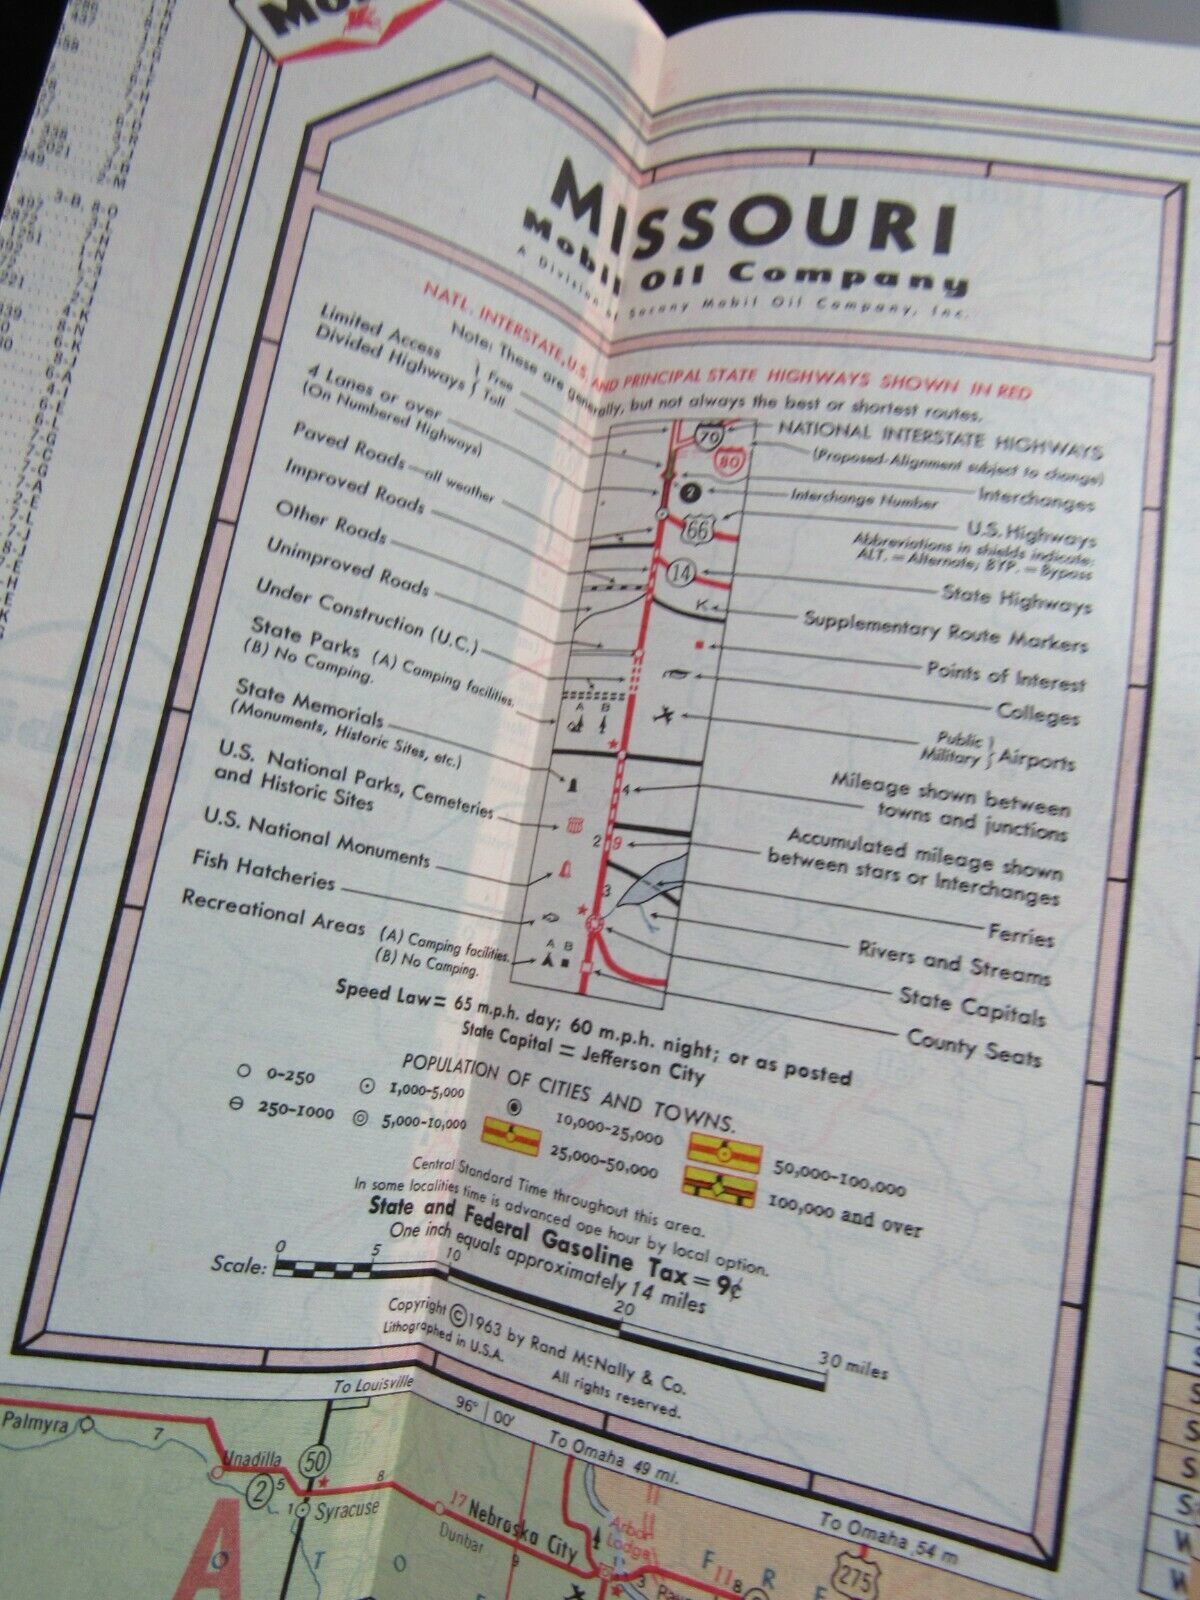 Mo
MISSOURI
Mobil Oil Company
A Division of Socony Mobil Oil Company, Inc.
NATL. INTERSTATE, U.S. AND PRINCIPAL STATE HIGHWAYS SHOWN IN RED
Note: These are generally, but not always the best or shortest routes.
Limited Access
Divided Highways
Free
Toll
4 Lanes or over
(On Numbered Highways)
Paved Roads—all weather
Improved Roads
Other Roads
Unimproved Roads
Under Construction (U.C.)
State Parks (A) Camping facilities.
(B) No Camping.
State Memorials
(Monuments, Historic Sites, etc.)
U.S. National Parks, Cemeteries
and Historic Sites
U.S. National Monuments
Fish Hatcheries
Recreational Areas (A) Camping facilities.
(B) No Camping.
70
80
2
66
14
K
A B
4
2 9
3
A B
NATIONAL INTERSTATE HIGHWAYS
(Proposed-Alignment subject to change)
Interchanges
Interchange Number
U.S. Highways
Abbreviations in shields indicate:
ALT. = Alternate; BYP. = Bypass
State Highways
Supplementary Route Markers
Points of Interest
Colleges
Public
Military
Airports
Mileage shown between
towns and junctions
Accumulated mileage shown
between stars or Interchanges
Ferries
Rivers and Streams
State Capitals
County Seats
Speed Law = 65 m.p.h. day; 60 m.p.h. night; or as posted
State Capital = Jefferson City
POPULATION OF CITIES AND TOWNS.
0-250
250-1000
1,000-5,000
5,000-10,000
10,000-25,000
25,000-50,000
50,000-100,000
100,000 and over
Central Standard Time throughout this area.
In some localities time is advanced one hour by local option.
State and Federal Gasoline Tax = 9¢
One inch equals approximately 14 miles
Scale: 0 5 10 20 30 miles
Copyright © 1963 by Rand McNally & Co.
Lithographed in U.S.A.
All rights reserved.
To Louisville
96° 00'
To Omaha 49 mi.
To Omaha 54 m
Palmyra
7
Unadilla
2
5
50
8
1
Syracuse
17
Nebraska City
Dunbar
9
Arbor
Lodge
3
11
8
275
A
O
T
O
F R E